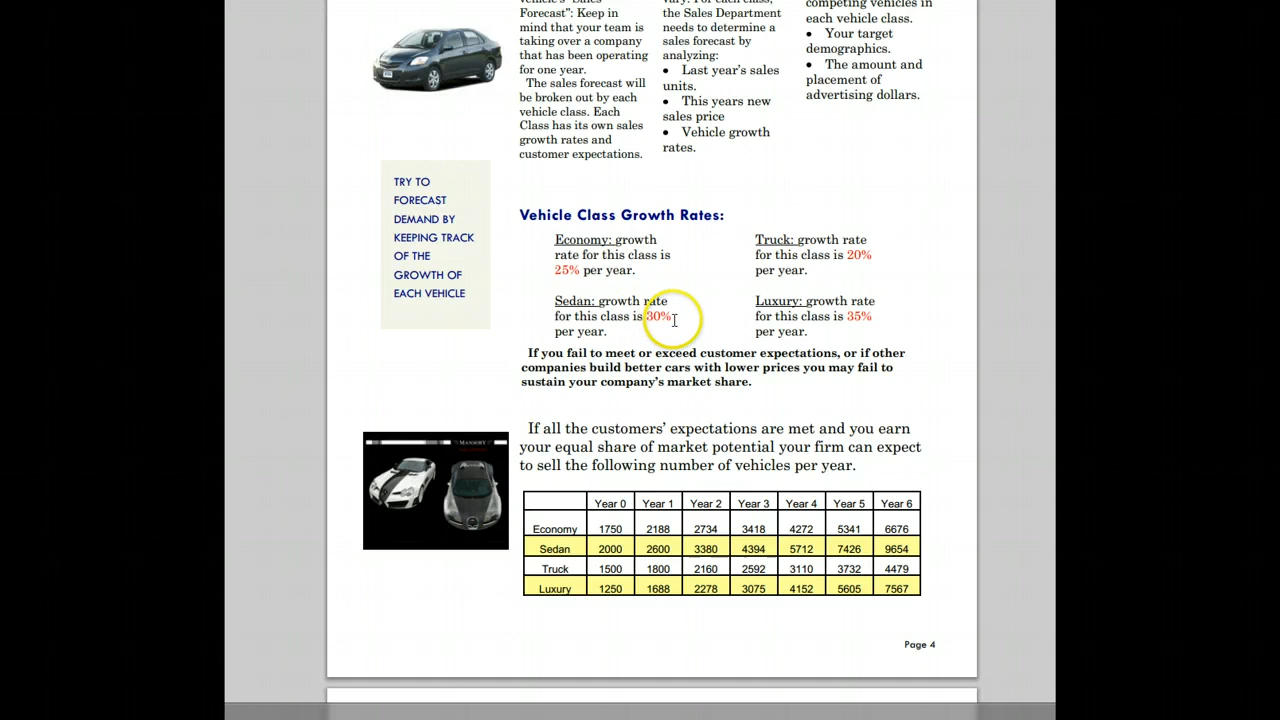 vehicle's "Sales
Forecast": Keep in
mind that your team is
taking over a company
that has been operating
for one year.
The sales forecast will
be broken out by each
vehicle class. Each
Class has its own sales
growth rates and
customer expectations.
vary. For each class,
the Sales Department
needs to determine a
sales forecast by
analyzing:
• Last year's sales
units.
• This years new
sales price
• Vehicle growth
rates.
competing vehicles in
each vehicle class.
• Your target
demographics.
• The amount and
placement of
advertising dollars.
TRY TO
FORECAST
DEMAND BY
KEEPING TRACK
OF THE
GROWTH OF
EACH VEHICLE
Vehicle Class Growth Rates:
Economy: growth
rate for this class is
25% per year.
Truck: growth rate
for this class is 20%
per year.
Sedan: growth rate
for this class is 30%
per year.
Luxury: growth rate
for this class is 35%
per year.
If you fail to meet or exceed customer expectations, or if other
companies build better cars with lower prices you may fail to
sustain your company's market share.
If all the customers' expectations are met and you earn
your equal share of market potential your firm can expect
to sell the following number of vehicles per year.
MANSORY
Year 0 Year 1 Year 2 Year 3 Year 4 Year 5 Year 6
Economy 1750 2188 2734 3418 4272 5341 6676
Sedan 2000 2600 3380 4394 5712 7426 9654
Truck 1500 1800 2160 2592 3110 3732 4479
Luxury 1250 1688 2278 3075 4152 5605 7567
Page 4